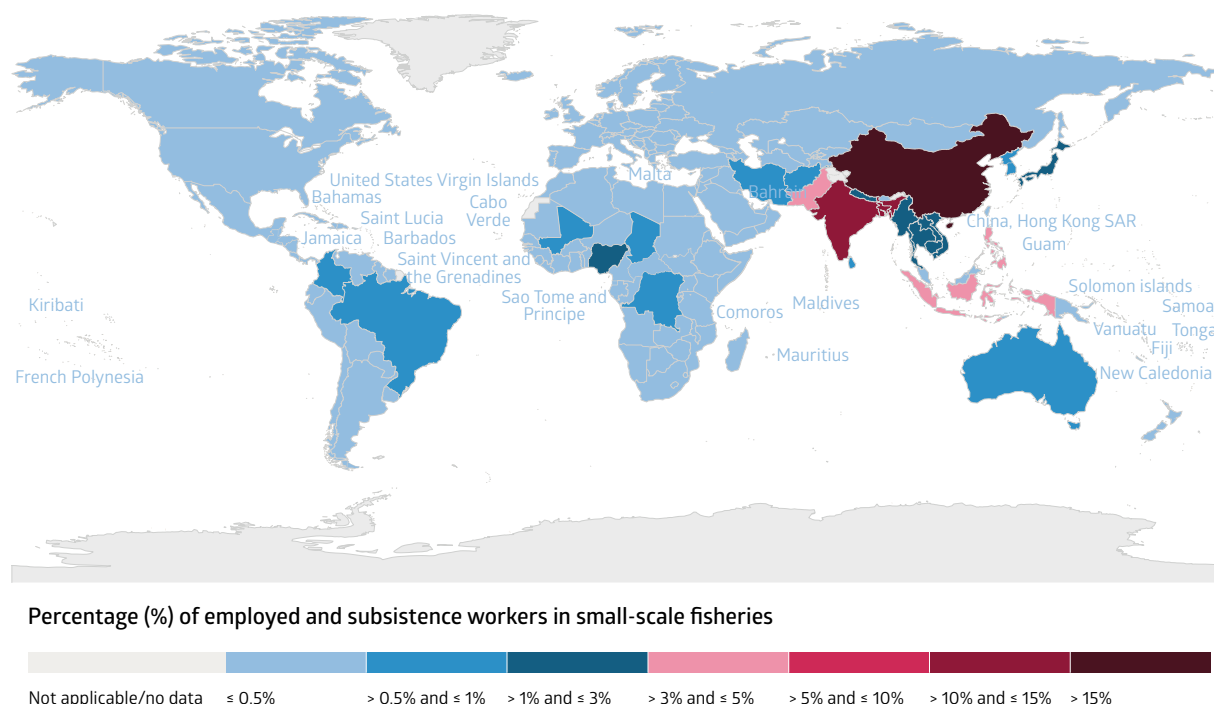 Malta
United States Virgin Islands
Bahamas
Cabo
Verde
Saint Lucia
Jamaica
Barbados
Saint Vincent and
the Grenadines
Sao Tome and
Principe
Comoros
Maldives
Mauritius
China, Hong Kong SAR
Guam
Solomon islands
Samoa
Vanuatu
Tonga
Fiji
New Caledonia
Kiribati
French Polynesia
Percentage (%) of employed and subsistence workers in small-scale fisheries
Not applicable/no data
≤ 0.5%
> 0.5% and ≤ 1%
> 1% and ≤ 3%
> 3% and ≤ 5%
> 5% and ≤ 10%
> 10% and ≤ 15%
> 15%